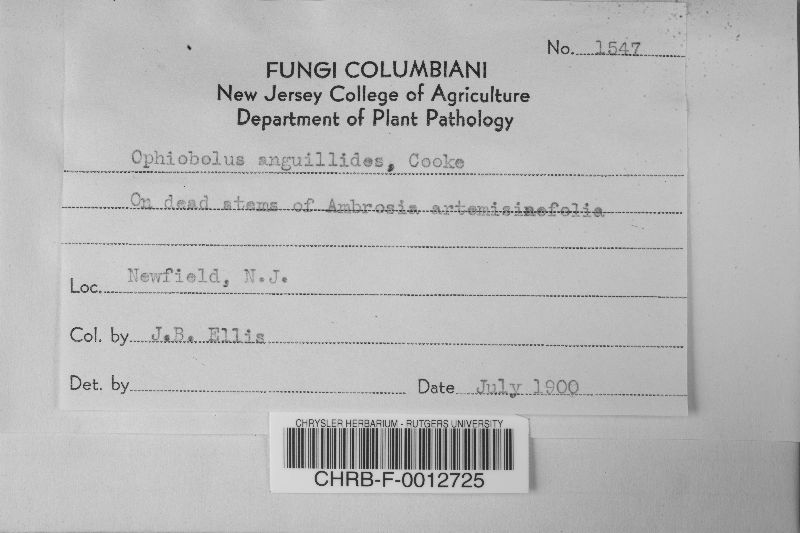 No. 1547
FUNGI COLUMBIANI
New Jersey College of Agriculture
Department of Plant Pathology
Ophiobolus anguillides, Cooke
On dead stems of Ambrosia artemisinefolia
Loc. Newfield, N.J.
Col. by J.B. Ellis
Det. by Date July 1900
CHRYSLER HERBARIUM - RUTGERS UNIVERSITY
CHRB-F-0012725